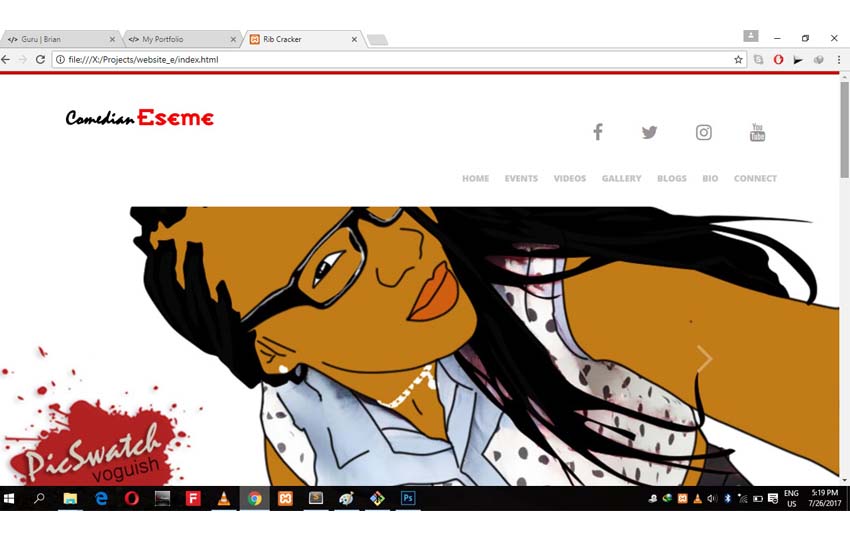 Guru | Brian
My Portfolio
Rib Cracker
file:///X:/Projects/website_e/index.html
Comedian Eseme
You
Tube
HOME EVENTS VIDEOS GALLERY BLOGS BIO CONNECT
PicSwatch
voguish
F
Ps
ENG
US
5:19 PM
7/26/2017